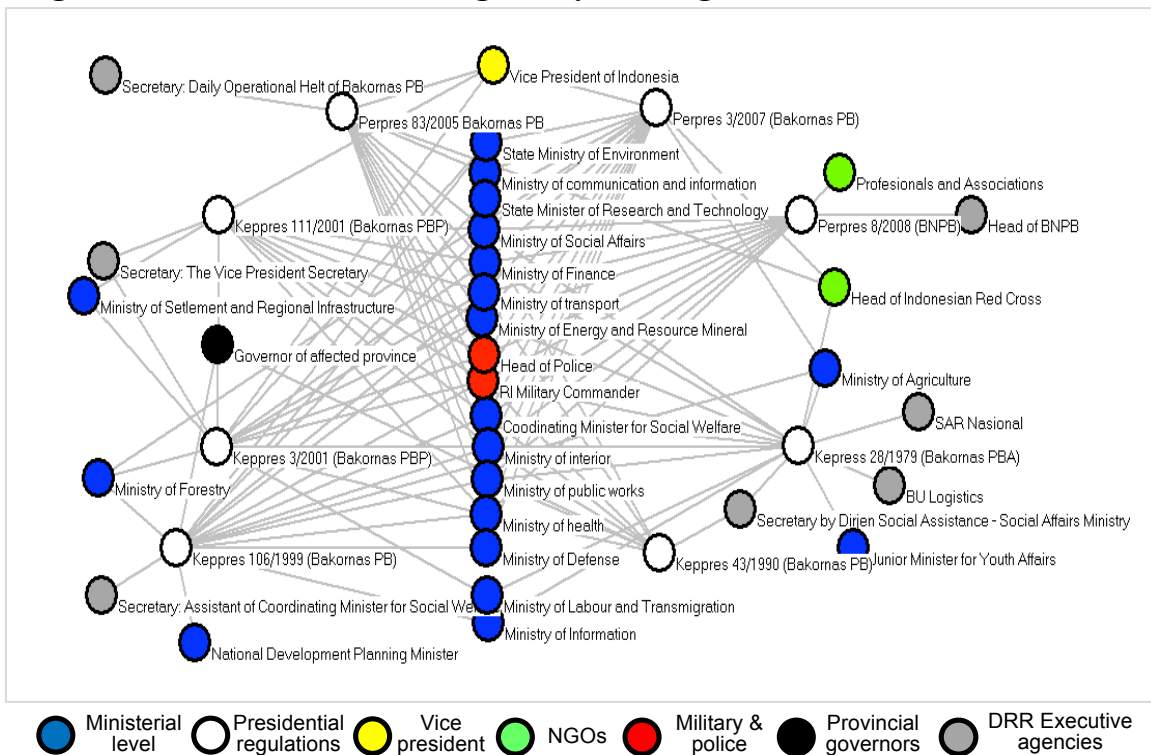 Vice President of Indonesia
Secretary: Daily Operational Helt of Bakornas PB
Perpres 83/2005 Bakornas PB
Perpres 3/2007 (Bakornas PB)
State Ministry of Environment
Ministry of communication and information
Profesionals and Associations
State Minister of Research and Technology
Keppres 111/2001 (Bakornas PBP)
Perpres 8/2008 (BNPB)
Head of BNPB
Ministry of Social Affairs
Secretary: The Vice President Secretary
Ministry of Finance
Head of Indonesian Red Cross
Ministry of Setlement and Regional Infrastructure
Ministry of transport
Ministry of Energy and Resource Mineral
Governor of affected province
Head of Police
Ministry of Agriculture
RI Military Commander
SAR Nasional
Coodinating Minister for Social Welfare
Keppres 3/2001 (Bakornas PBP)
Ministry of interior
Kepress 28/1979 (Bakornas PBA)
Ministry of Forestry
Ministry of public works
BU Logistics
Ministry of health
Secretary by Dirjen Social Assistance - Social Affairs Ministry
Keppres 106/1999 (Bakornas PB)
Ministry of Defense
Keppres 43/1990 (Bakornas PB)
Junior Minister for Youth Affairs
Secretary: Assistant of Coordinating Minister for Social
Ministry of Labour and Transmigration
Ministry of Information
National Development Planning Minister
Ministerial level
Presidential regulations
Vice president
NGOs
Military & police
Provincial governors
DRR Executive agencies